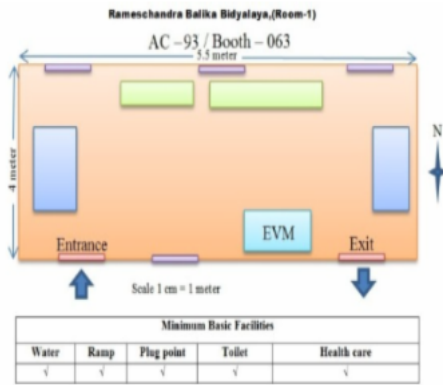 Rameschandra Balika Bidyalaya,(Room-1)
AC – 93 / Booth – 063
5.5 meter
4 meter
N
EVM
Entrance
Exit
Scale 1 cm = 1 meter
Minimum Basic Facilities
Water Ramp Plug point Toilet Health care
√ √ √ √ √